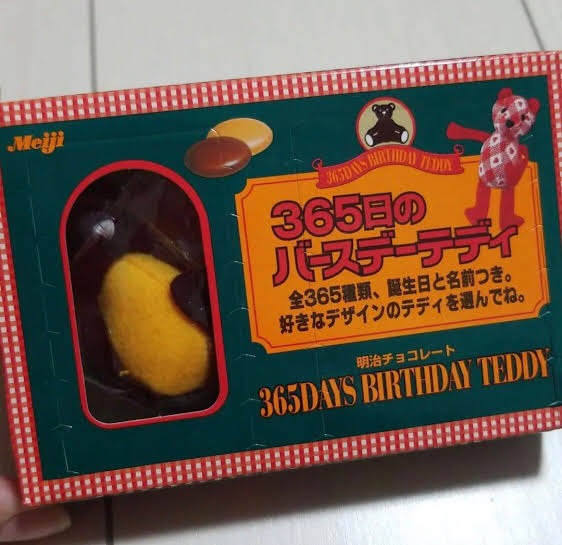 Meiji
365DAYS BIRTHDAY TEDDY
365日の
バースデーテディ
全365種類、誕生日と名前つき。
好きなデザインのテディを選んでね。
明治チョコレート
365DAYS BIRTHDAY TEDDY